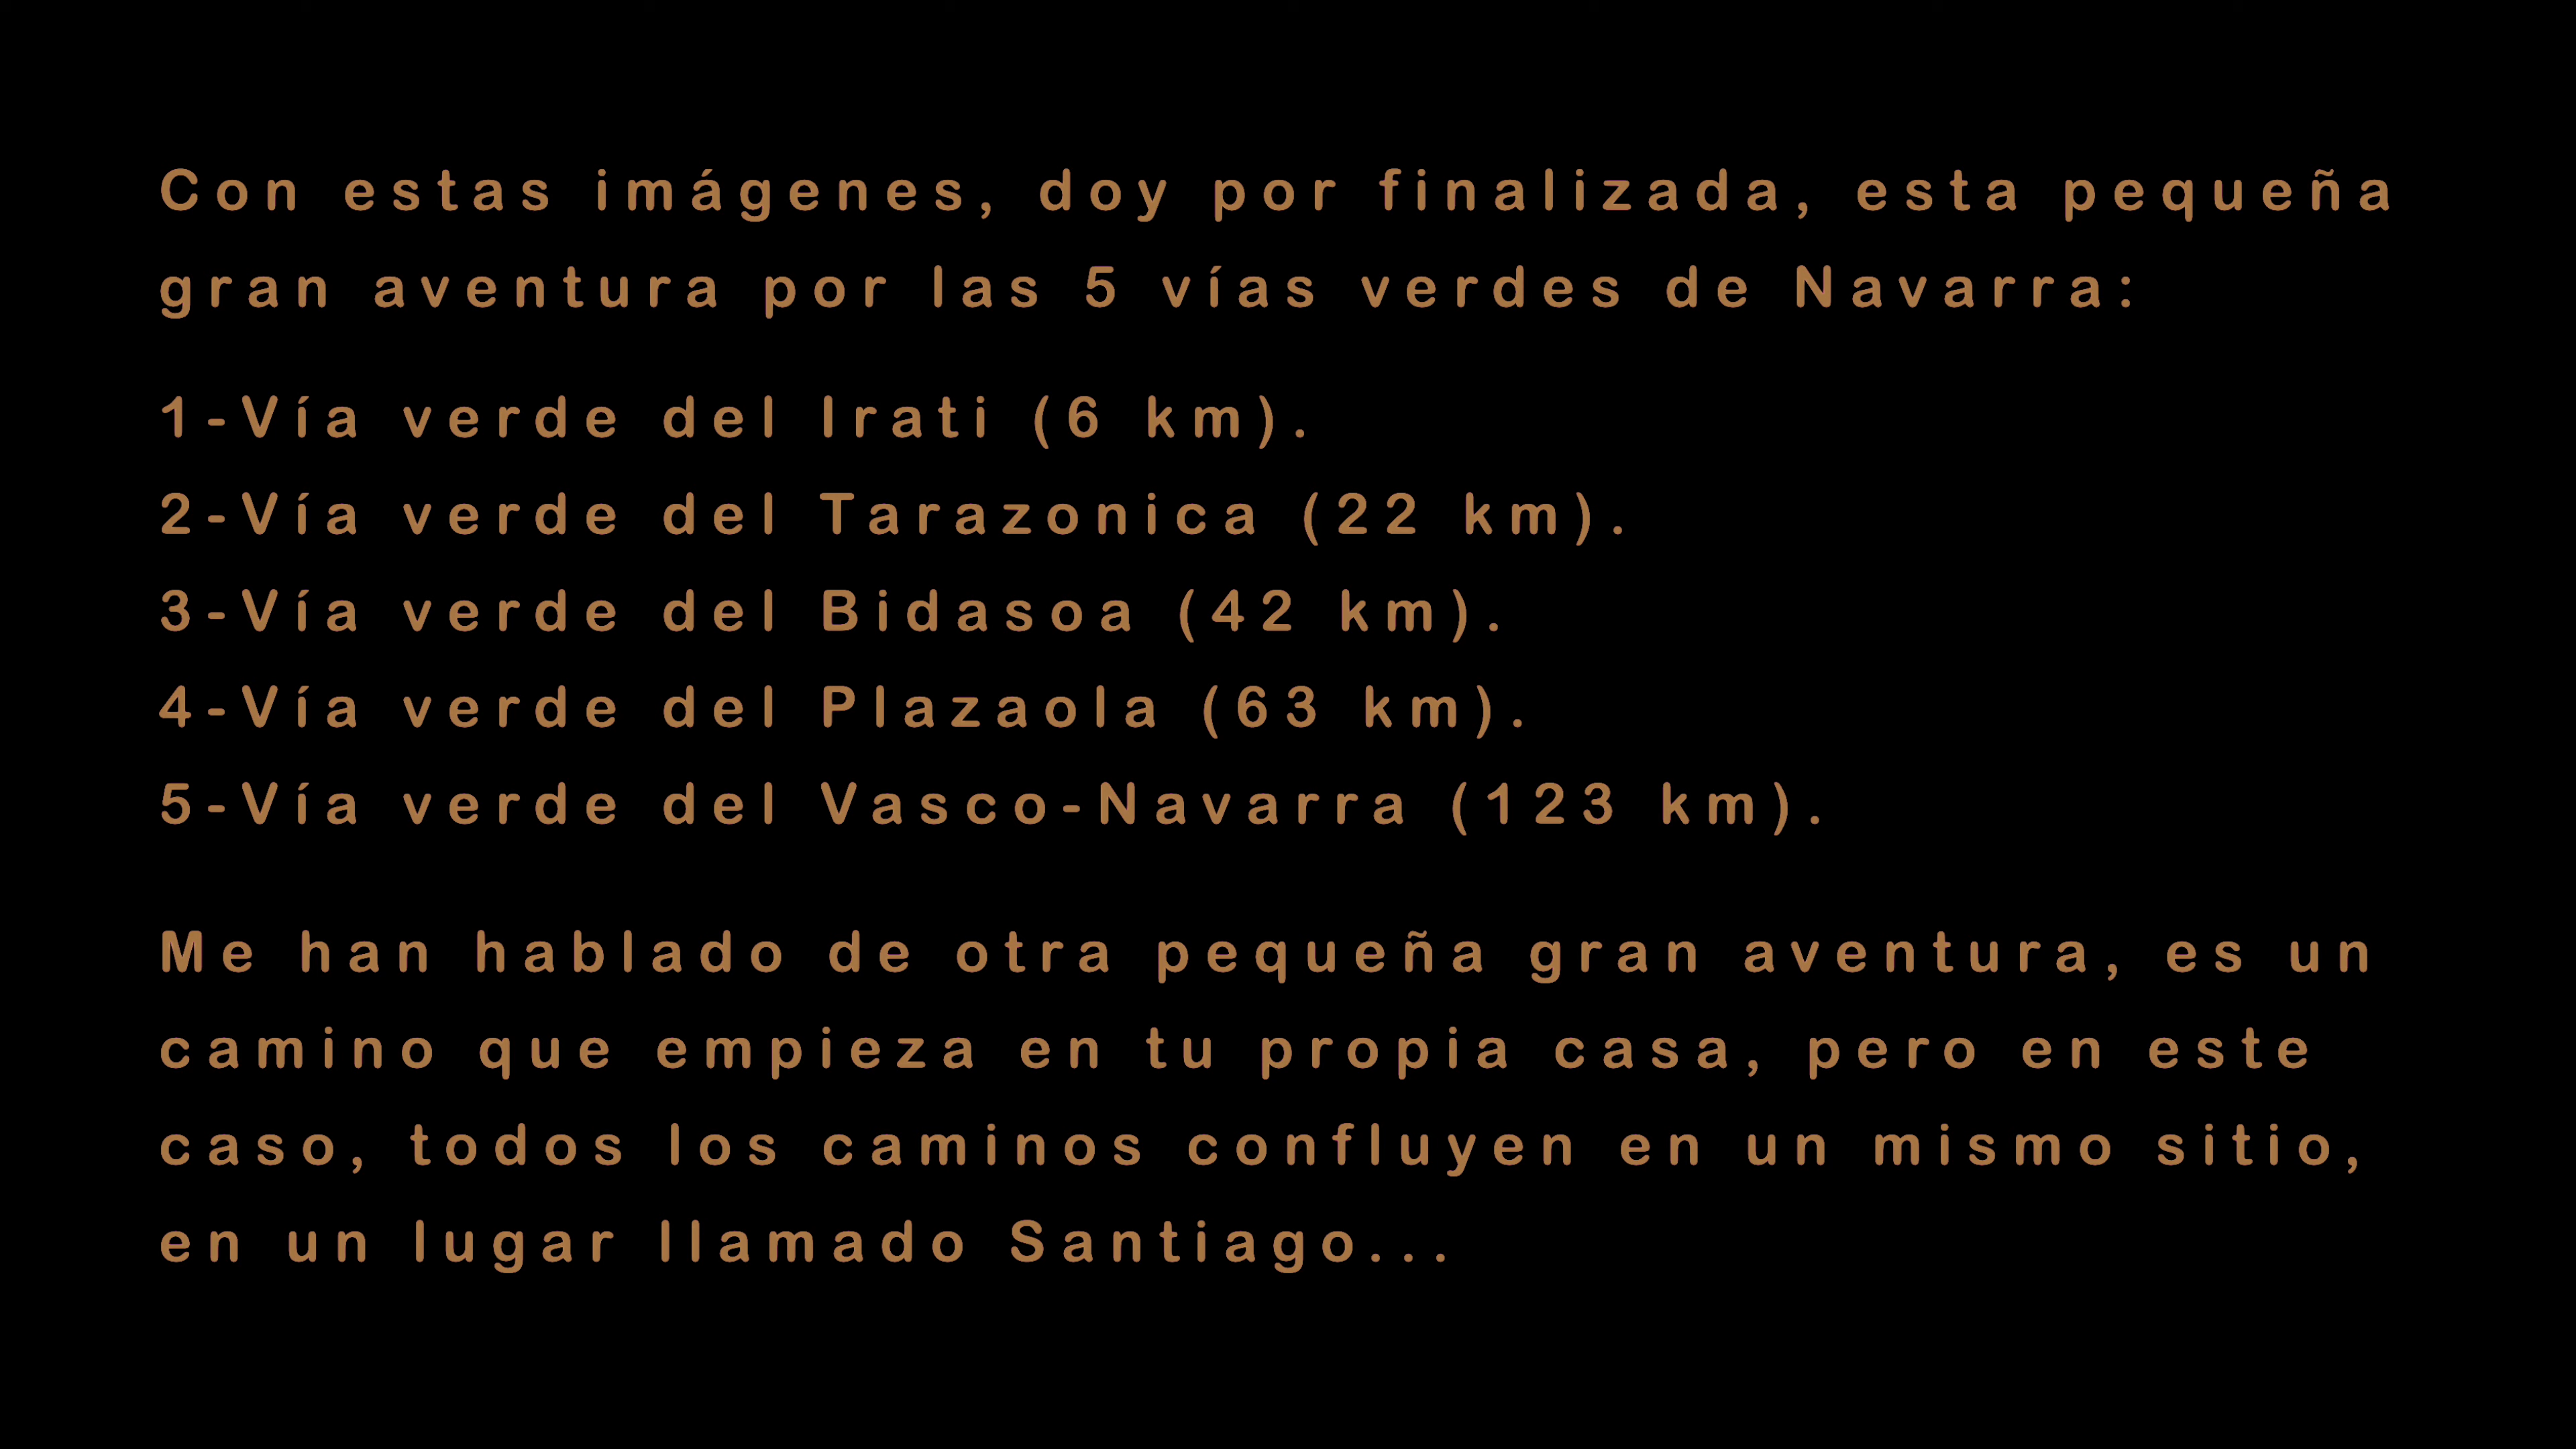 Con estas imágenes, doy por finalizada, esta pequeña
gran aventura por las 5 vías verdes de Navarra:
1-Vía verde del Irati (6 km).
2-Vía verde del Tarazonica (22 km).
3-Vía verde del Bidasoa (42 km).
4-Vía verde del Plazaola (63 km).
5-Vía verde del Vasco-Navarra (123 km).
Me han hablado de otra pequeña gran aventura, es un
camino que empieza en tu propia casa, pero en este
caso, todos los caminos confluyen en un mismo sitio,
en un lugar llamado Santiago...